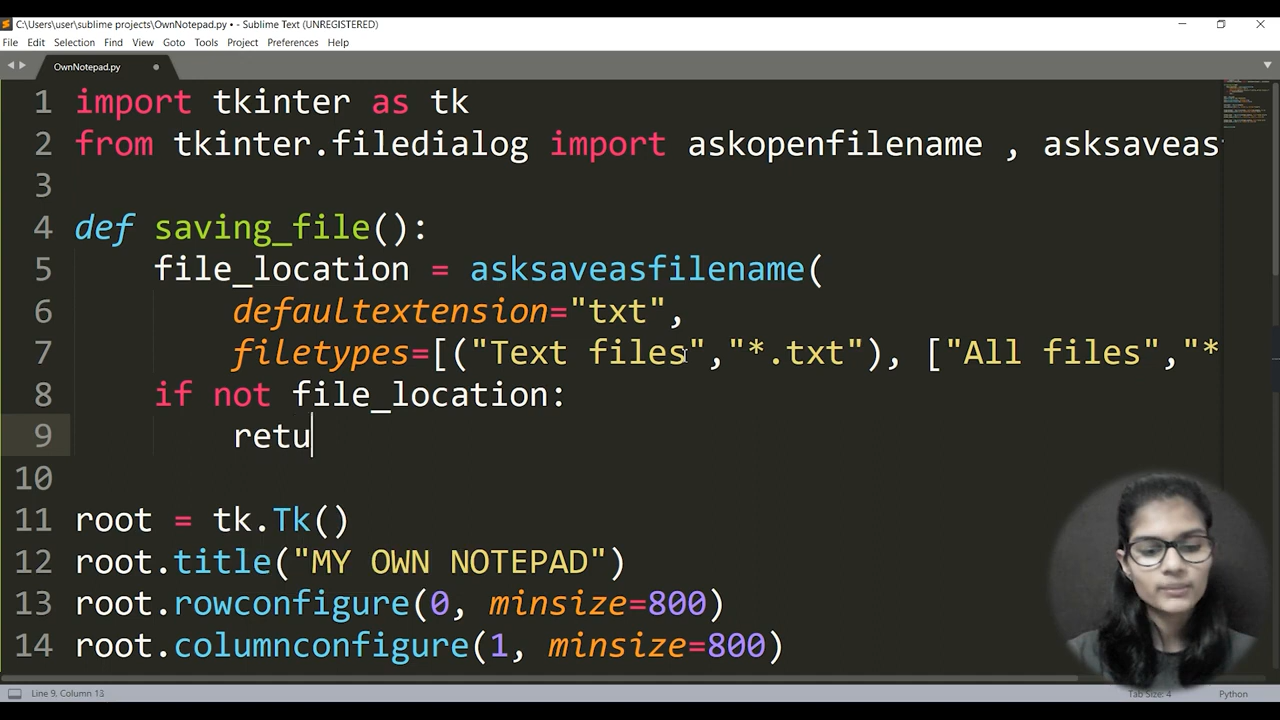 C:\Users\user\sublime projects\OwnNotepad.py • - Sublime Text (UNREGISTERED)
File Edit Selection Find View Goto Tools Project Preferences Help
OwnNotepad.py
1 import tkinter as tk
2 from tkinter.filedialog import askopenfilename , asksaveas
3
4 def saving_file():
5 file_location = asksaveasfilename(
6 defaultextension="txt",
7 filetypes=[("Text files","*.txt"), ["All files","*
8 if not file_location:
9 retu
10
11 root = tk.Tk()
12 root.title("MY OWN NOTEPAD")
13 root.rowconfigure(0, minsize=800)
14 root.columnconfigure(1, minsize=800)
Line 9, Column 13
Tab Size: 4
Python